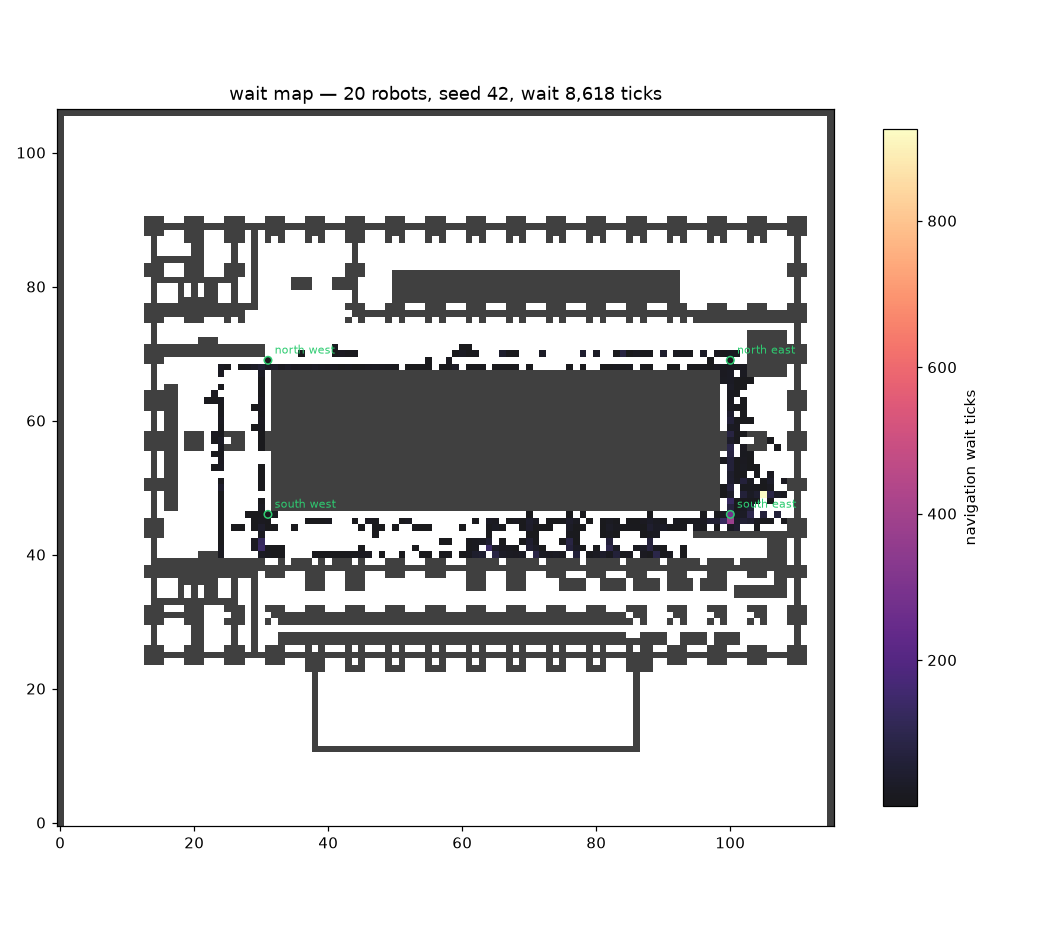 wait map — 20 robots, seed 42, wait 8,618 ticks
100
80
60
40
20
0
0
20
40
60
80
100
north west
north east
south west
south east
800
600
400
200
navigation wait ticks